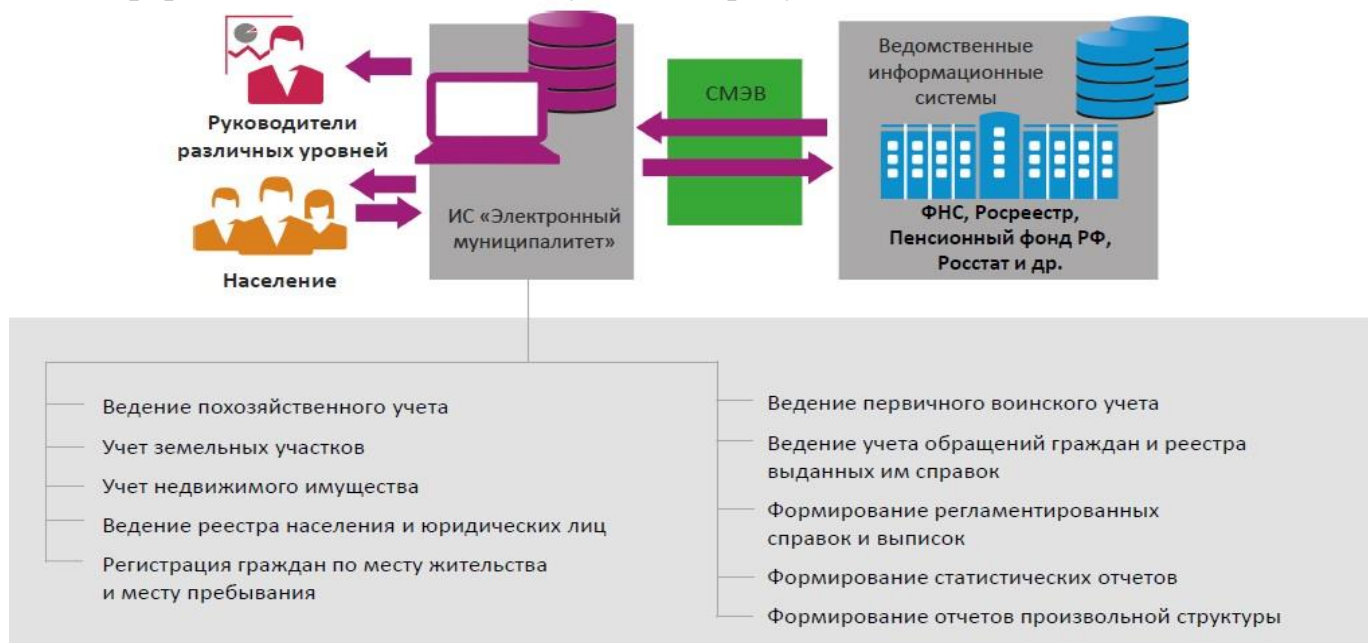 Руководители
различных уровней
Население
ИС «Электронный
муниципалитет»
СМЭВ
Ведомственные
информационные
системы
ФНС, Росреестр,
Пенсионный фонд РФ,
Росстат и др.
Ведение похозяйственного учета
Учет земельных участков
Учет недвижимого имущества
Ведение реестра населения и юридических лиц
Регистрация граждан по месту жительства
и месту пребывания
Ведение первичного воинского учета
Ведение учета обращений граждан и реестра
выданных им справок
Формирование регламентированных
справок и выписок
Формирование статистических отчетов
Формирование отчетов произвольной структуры